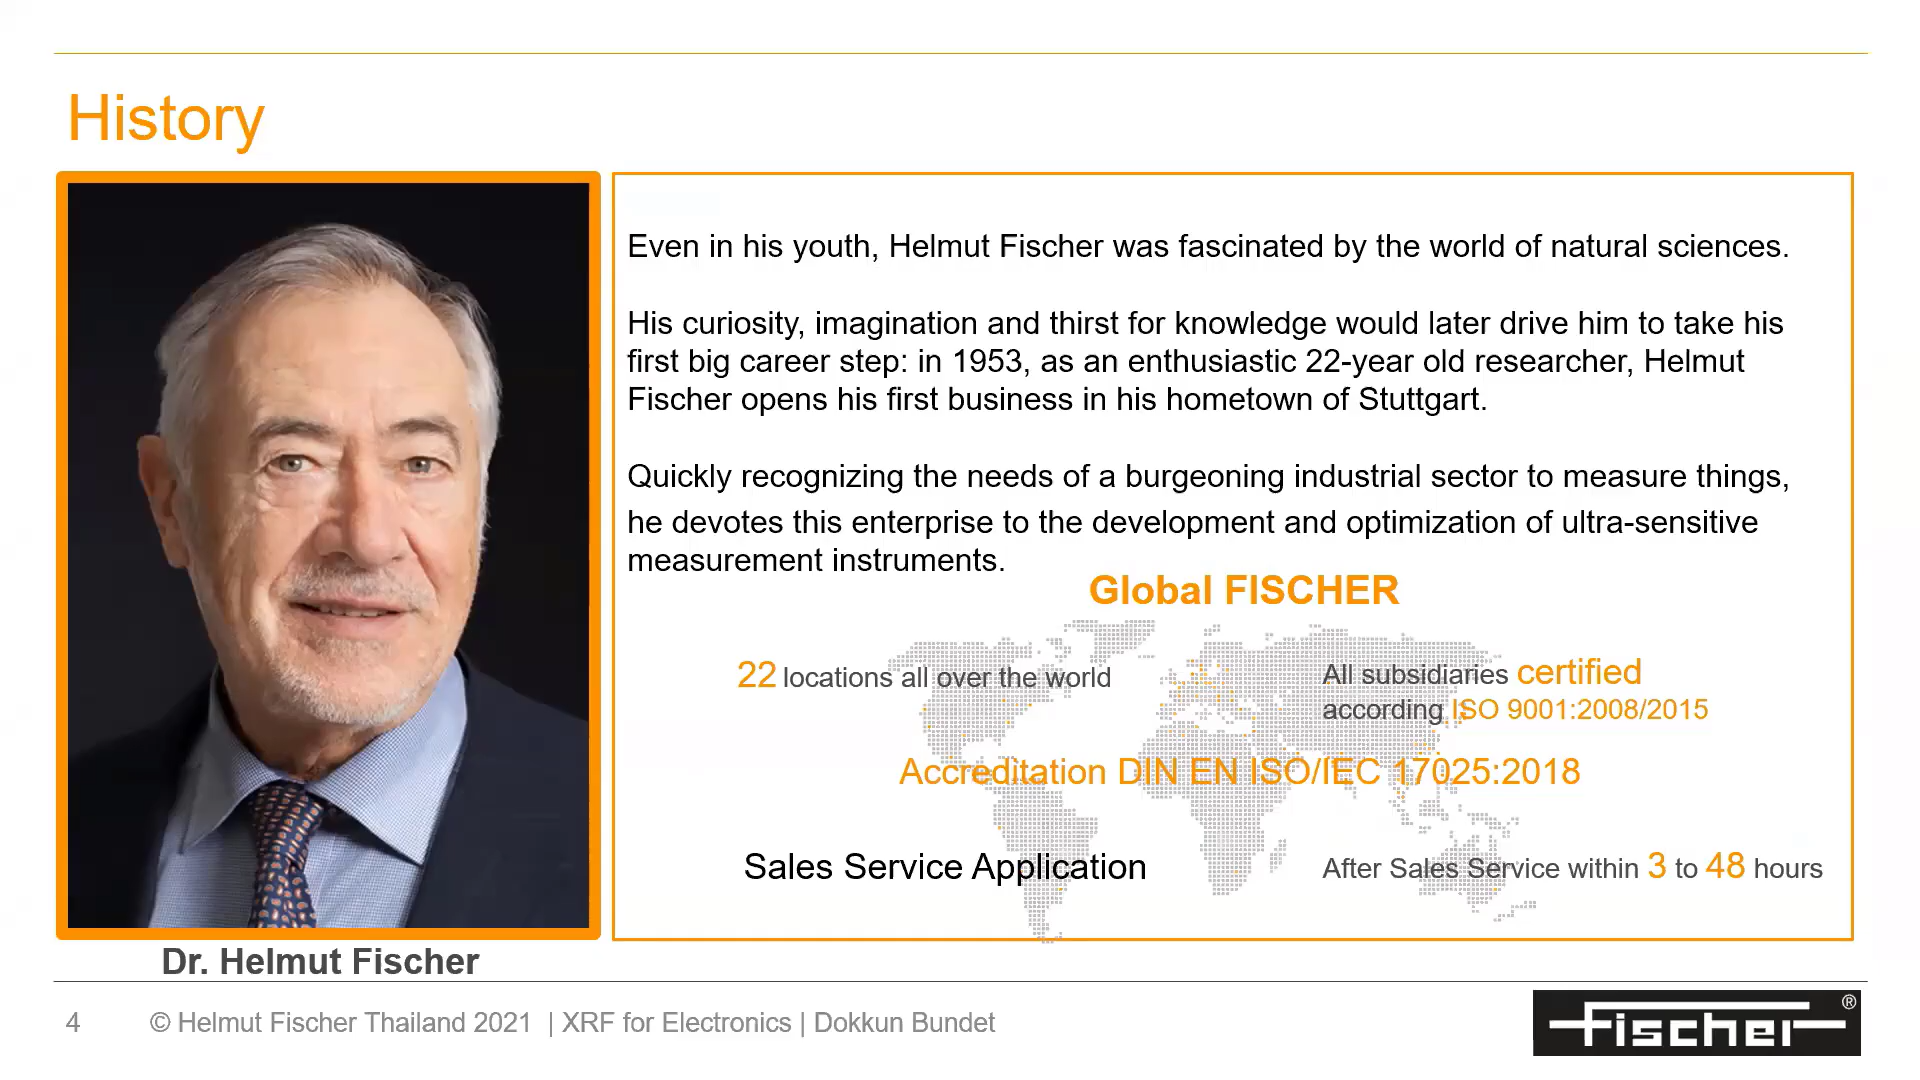 History
Even in his youth, Helmut Fischer was fascinated by the world of natural sciences.
His curiosity, imagination and thirst for knowledge would later drive him to take his
first big career step: in 1953, as an enthusiastic 22-year old researcher, Helmut
Fischer opens his first business in his hometown of Stuttgart.
Quickly recognizing the needs of a burgeoning industrial sector to measure things,
he devotes this enterprise to the development and optimization of ultra-sensitive
measurement instruments.
Global FISCHER
22 locations all over the world
All subsidiaries certified
according ISO 9001:2008/2015
Accreditation DIN EN ISO/IEC 17025:2018
Sales Service Application
After Sales Service within 3 to 48 hours
Dr. Helmut Fischer
4 © Helmut Fischer Thailand 2021 | XRF for Electronics | Dokkun Bundet
fischer®